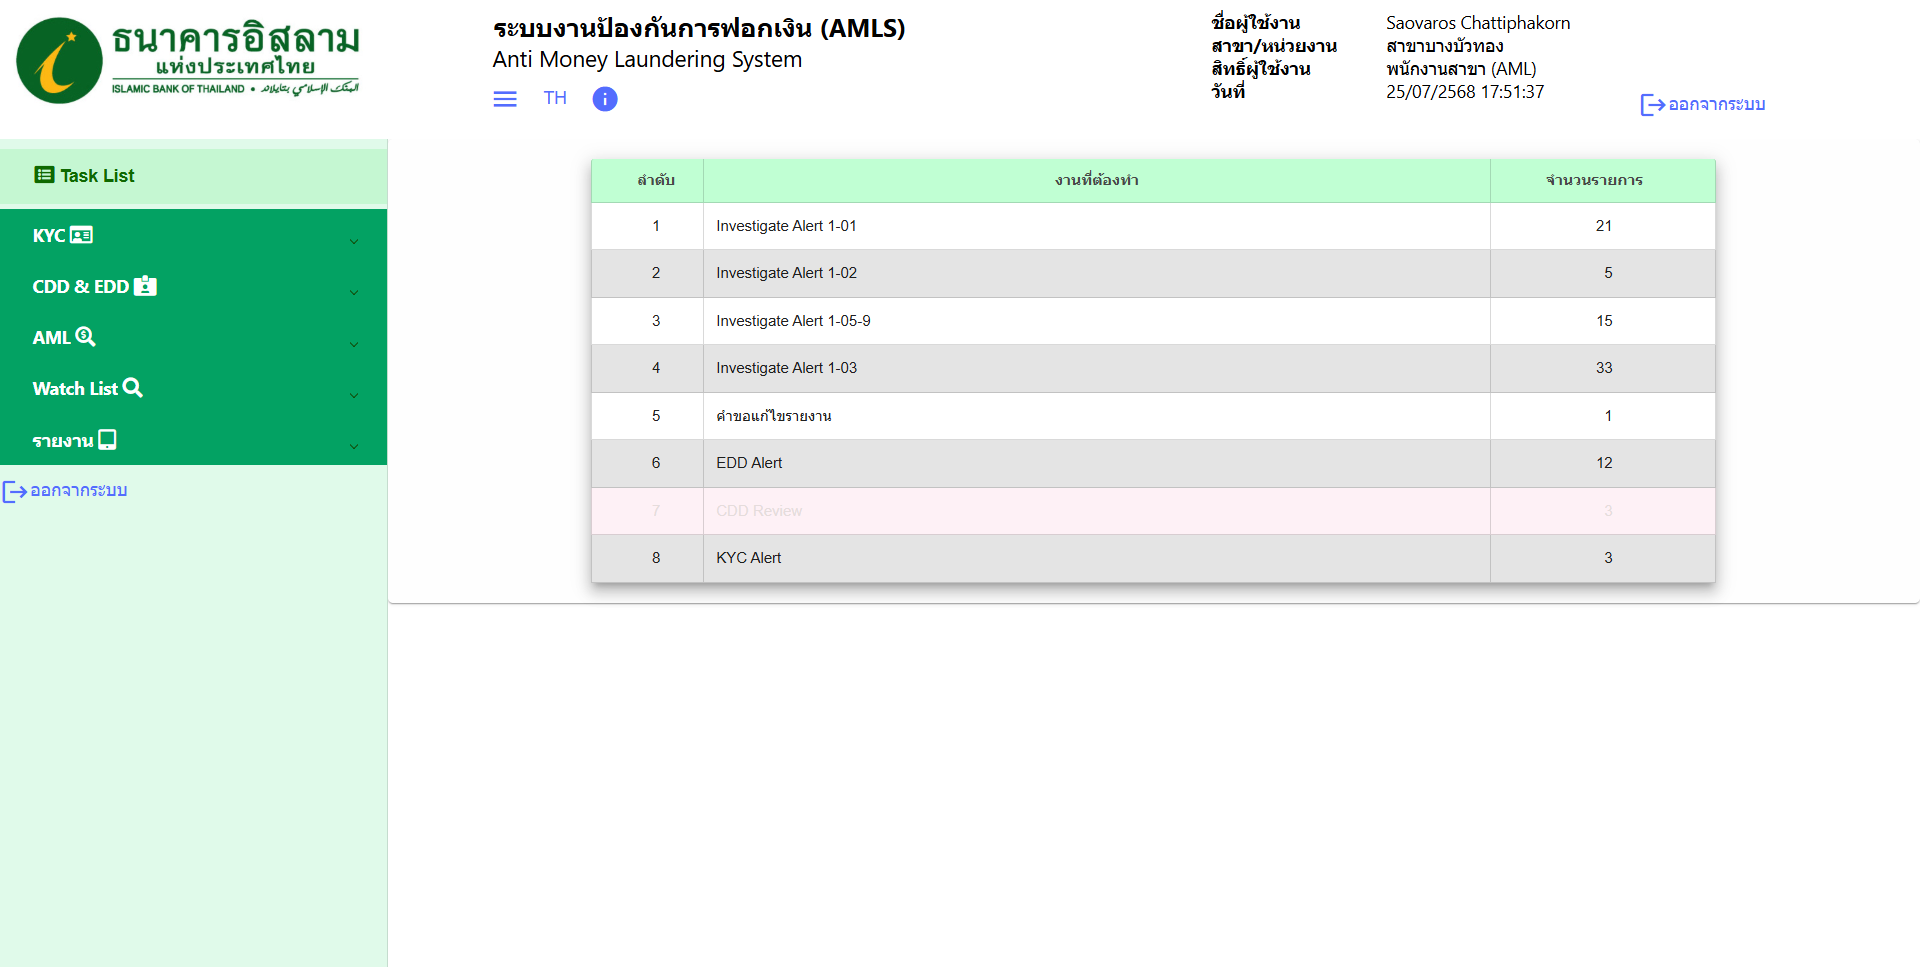 ธนาคารอิสลาม
แห่งประเทศไทย
ISLAMIC BANK OF THAILAND •
ระบบงานป้องกันการฟอกเงิน (AMLS)
Anti Money Laundering System
TH
ชื่อผู้ใช้งาน Saovaros Chattiphakorn
สาขา/หน่วยงาน สาขาบางบัวทอง
สิทธิ์ผู้ใช้งาน พนักงานสาขา (AML)
วันที่ 25/07/2568 17:51:37
ออกจากระบบ
Task List
KYC
CDD & EDD
AML
Watch List
รายงาน
ออกจากระบบ
ลำดับ งานที่ต้องทำ จำนวนรายการ
1 Investigate Alert 1-01 21
2 Investigate Alert 1-02 5
3 Investigate Alert 1-05-9 15
4 Investigate Alert 1-03 33
5 คำขอแก้ไขรายงาน 1
6 EDD Alert 12
7 CDD Review 3
8 KYC Alert 3